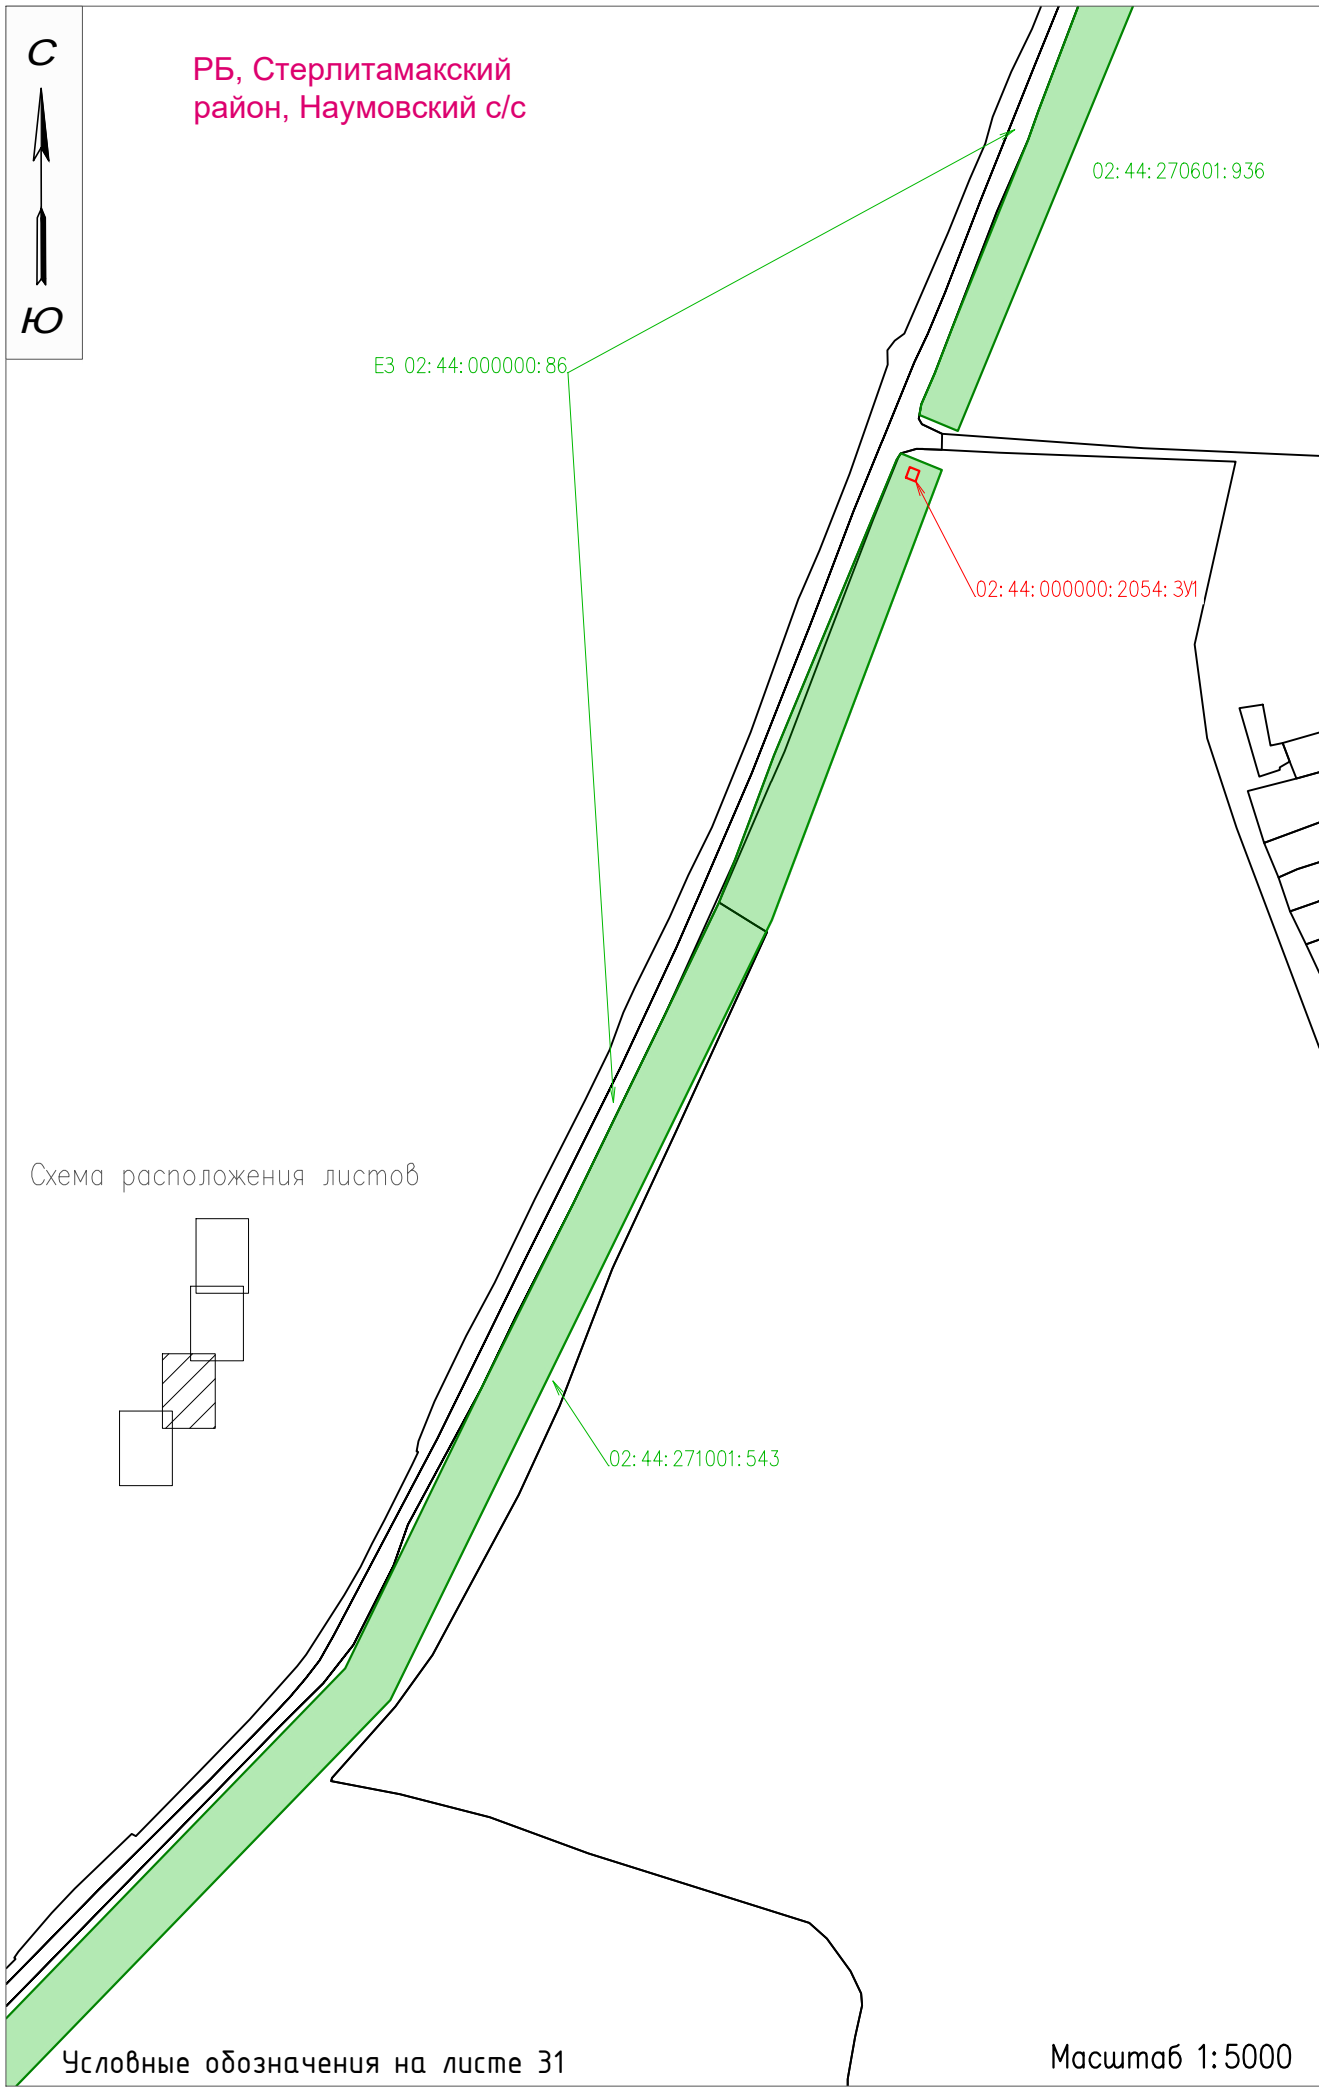 С
Ю
РБ, Стерлитамакский
район, Наумовский с/с
02:44:270601:936
ЕЗ 02:44:000000:86
02:44:000000:2054:ЗУ1
Схема расположения листов
02:44:271001:543
Условные обозначения на листе 31
Масштаб 1:5000